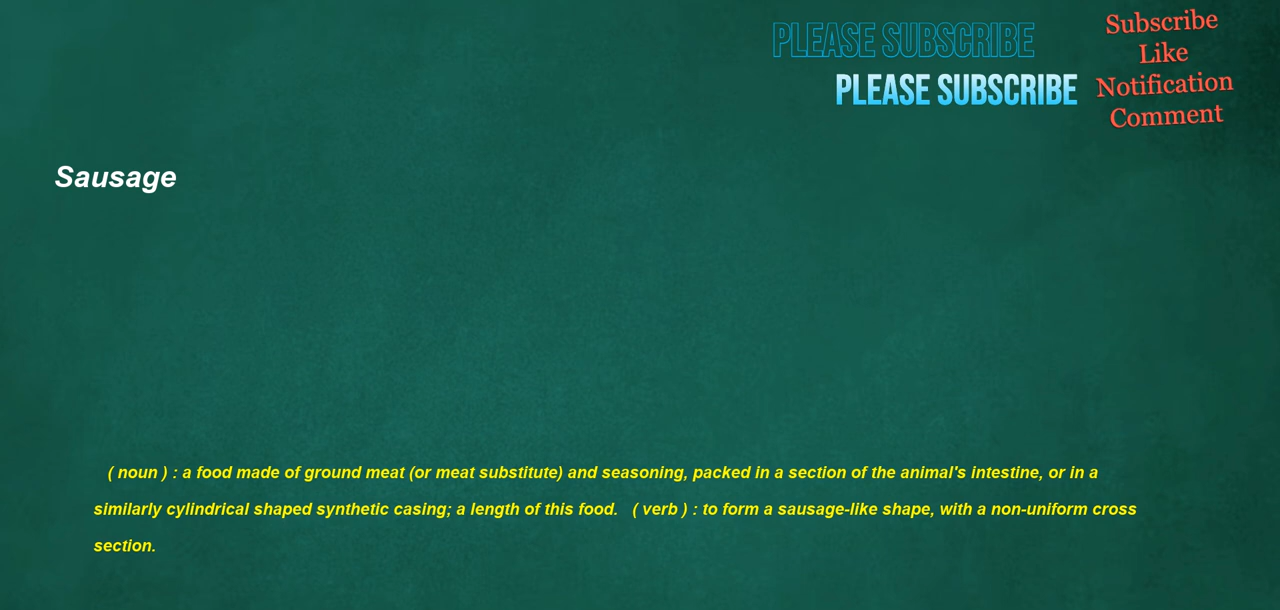 PLEASE SUBSCRIBE
PLEASE SUBSCRIBE
Subscribe
Like
Notification
Comment
Sausage
( noun ) : a food made of ground meat (or meat substitute) and seasoning, packed in a section of the animal's intestine, or in a
similarly cylindrical shaped synthetic casing; a length of this food. ( verb ) : to form a sausage-like shape, with a non-uniform cross
section.